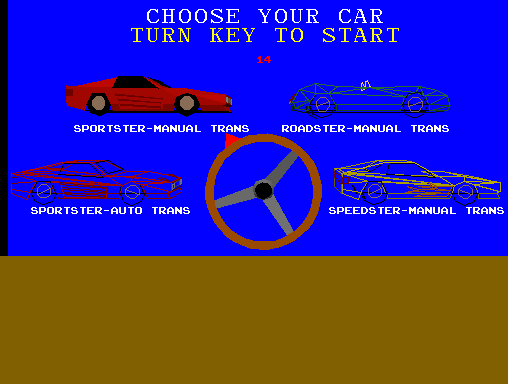 CHOOSE YOUR CAR
TURN KEY TO START
14
SPORTSTER-MANUAL TRANS
ROADSTER-MANUAL TRANS
SPORTSTER-AUTO TRANS
SPEEDSTER-MANUAL TRANS